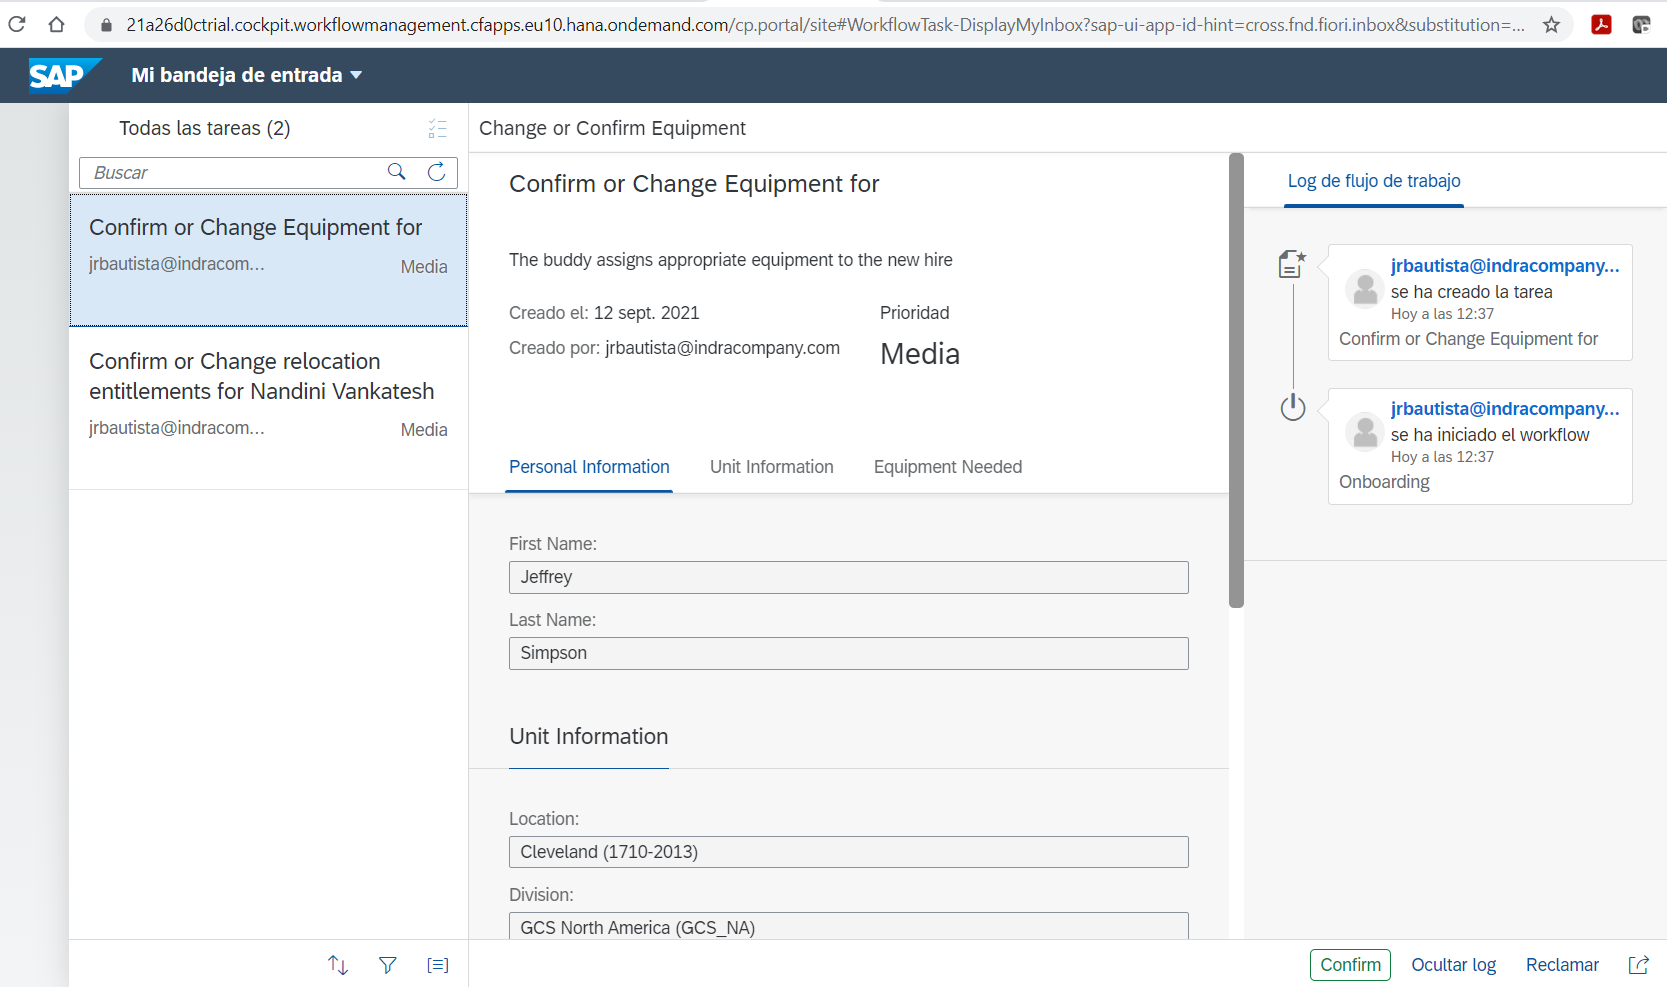 21a26d0ctrial.cockpit.workflowmanagement.cfapps.eu10.hana.ondemand.com/cp.portal/site#WorkflowTask-DisplayMyInbox?sap-ui-app-id-hint=cross.fnd.fiori.inbox&substitution=...
SAP
Mi bandeja de entrada
Todas las tareas (2)
Buscar
Confirm or Change Equipment for
jrbautista@indracom...
Media
Confirm or Change relocation
entitlements for Nandini Vankatesh
jrbautista@indracom...
Media
Change or Confirm Equipment
Confirm or Change Equipment for
The buddy assigns appropriate equipment to the new hire
Creado el: 12 sept. 2021
Creado por: jrbautista@indracompany.com
Prioridad
Media
Personal Information
Unit Information
Equipment Needed
First Name:
Jeffrey
Last Name:
Simpson
Unit Information
Location:
Cleveland (1710-2013)
Division:
GCS North America (GCS_NA)
Log de flujo de trabajo
jrbautista@indracompany...
se ha creado la tarea
Hoy a las 12:37
Confirm or Change Equipment for
jrbautista@indracompany...
se ha iniciado el workflow
Hoy a las 12:37
Onboarding
Confirm
Ocultar log
Reclamar